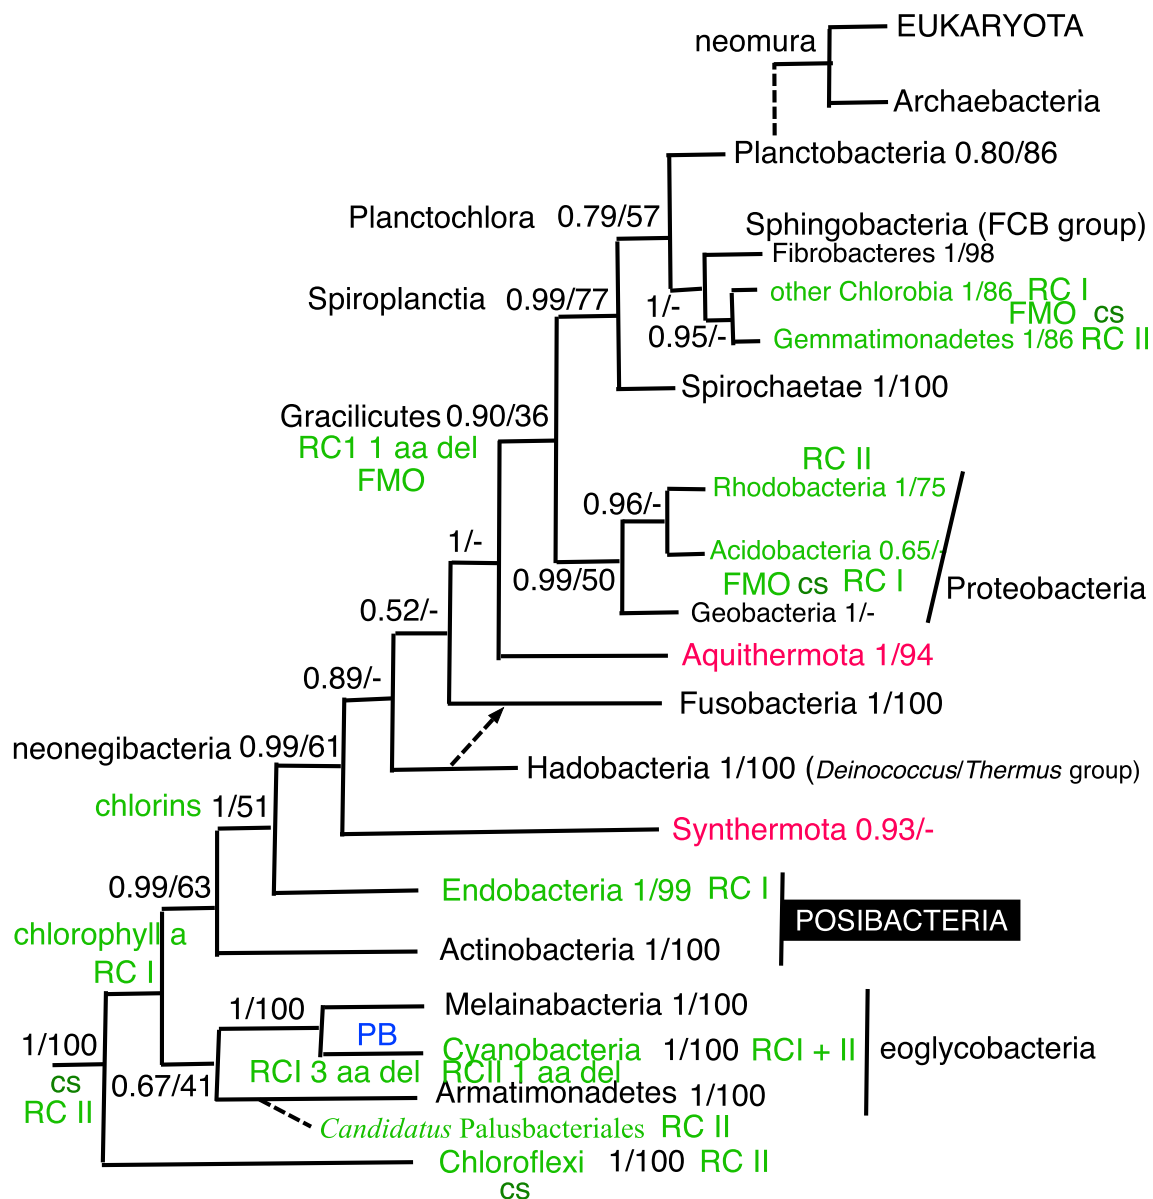 neomura
EUKARYOTA
Archaebacteria
Planctobacteria 0.80/86
Planctochlora 0.79/57
Sphingobacteria (FCB group)
Fibrobacteres 1/98
Spiroplanctia 0.99/77
1/-
other Chlorobia 1/86 RC I
FMO cs
0.95/-
Gemmatimonadetes 1/86 RC II
Spirochaetae 1/100
Gracilicutes 0.90/36
RC1 1 aa del
FMO
RC II
Rhodobacteria 1/75
0.96/-
1/-
Acidobacteria 0.65/-
0.99/50
FMO cs RC I
Proteobacteria
Geobacteria 1/-
0.52/-
Aquithermota 1/94
0.89/-
Fusobacteria 1/100
neonegibacteria 0.99/61
Hadobacteria 1/100 (Deinococcus/Thermus group)
chlorins 1/51
Synthermota 0.93/-
0.99/63
Endobacteria 1/99 RC I
POSIBACTERIA
chlorophyll a
RC I
Actinobacteria 1/100
1/100
Melainabacteria 1/100
PB
1/100
Cyanobacteria 1/100 RCI + II
eoglycobacteria
cs
RC II
0.67/41
RCI 3 aa del RCII 1 aa del
Armatimonadetes 1/100
Candidatus Palusbacteriales RC II
Chloroflexi 1/100 RC II
cs